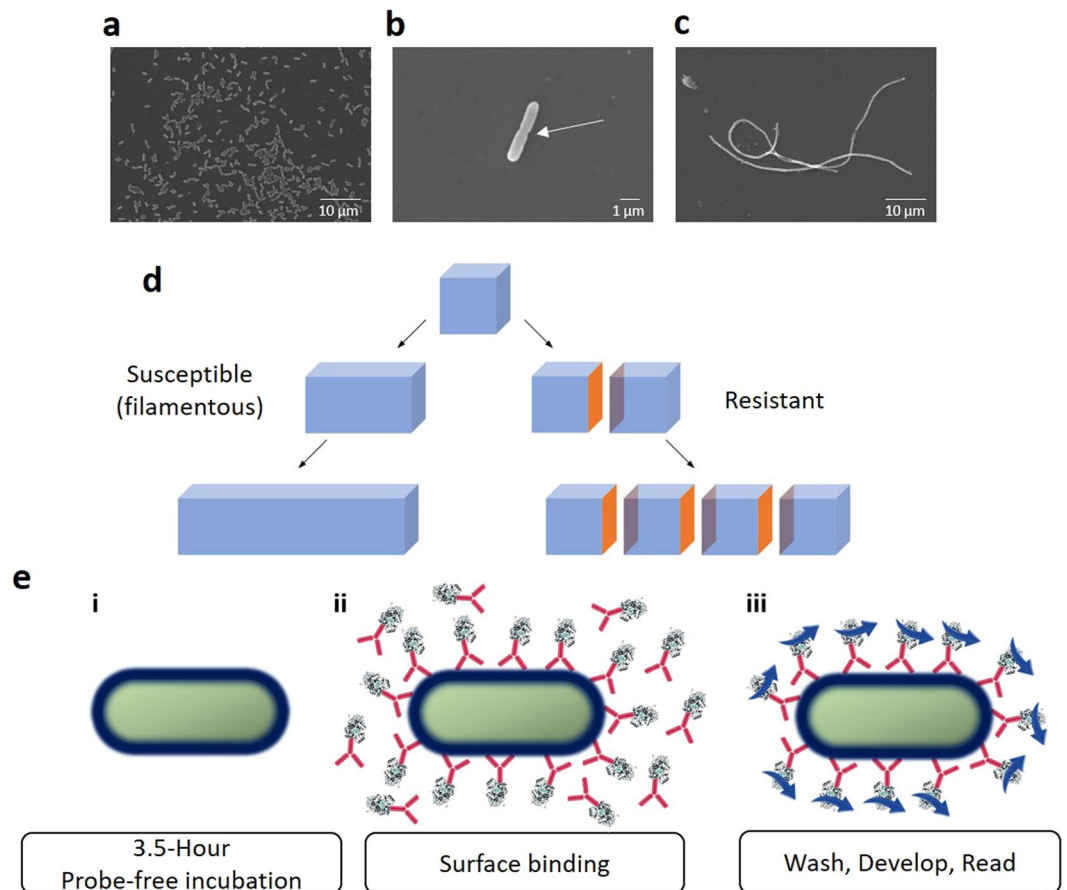 a
b
c
10 µm
1 µm
10 µm
d
Susceptible
(filamentous)
Resistant
e
i
ii
iii
3.5-Hour
Probe-free incubation
Surface binding
Wash, Develop, Read